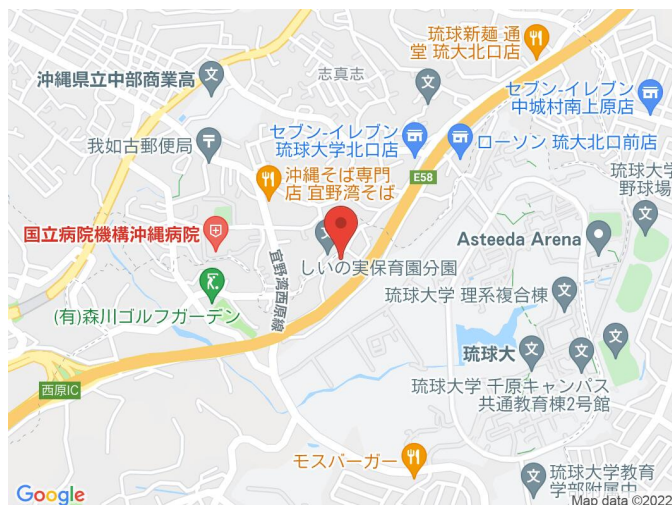 琉球新麺 通
堂 琉大北口店
沖縄県立中部商業高
志真志
セブン-イレブン
中城村南上原店
セブン-イレブン
琉球大学北口店
ローソン 琉大北口前店
我如古郵便局
沖縄そば専門
店 宜野湾そば
E58
琉球大学
野球場
国立病院機構沖縄病院
Asteeda Arena
しいの実保育園分園
宜野湾西原線
琉球大学 理系複合棟
(有)森川ゴルフガーデン
琉球大
西原IC
琉球大学 千原キャンパス
共通教育棟2号館
モスバーガー
琉球大学教育
学部附属中
Google
Map data ©2022